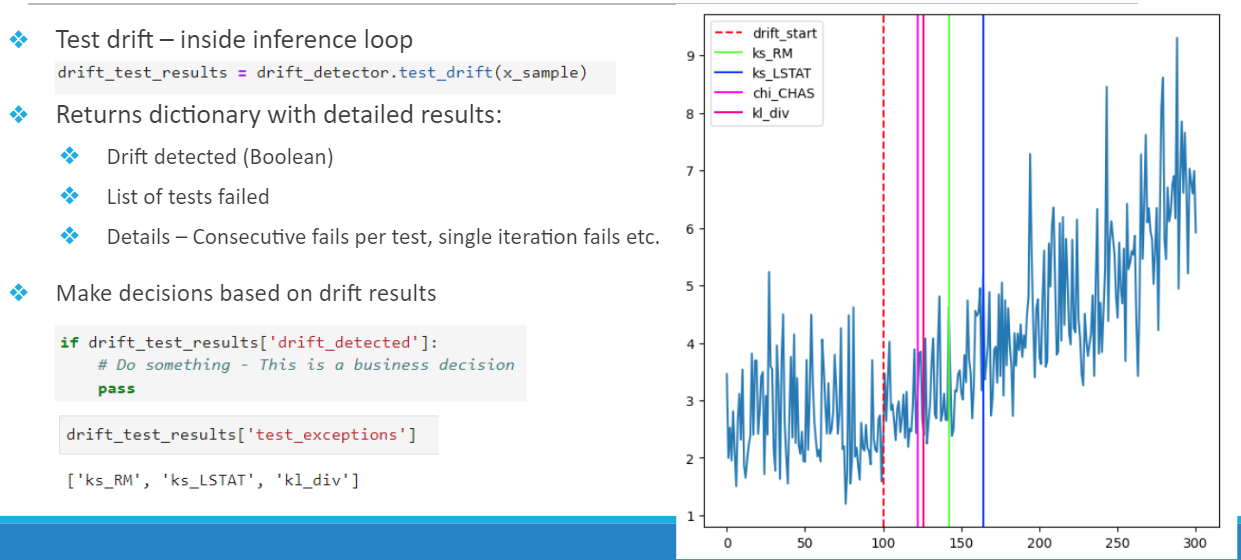 Test drift – inside inference loop
drift_test_results = drift_detector.test_drift(x_sample)
Returns dictionary with detailed results:
Drift detected (Boolean)
List of tests failed
Details – Consecutive fails per test, single iteration fails etc.
Make decisions based on drift results
if drift_test_results['drift_detected']:
# Do something - This is a business decision
pass
drift_test_results['test_exceptions']
['ks_RM', 'ks_LSTAT', 'kl_div']
drift_start
ks_RM
ks_LSTAT
chi_CHAS
kl_div
9
8
7
6
5
4
3
2
1
0 50 100 150 200 250 300